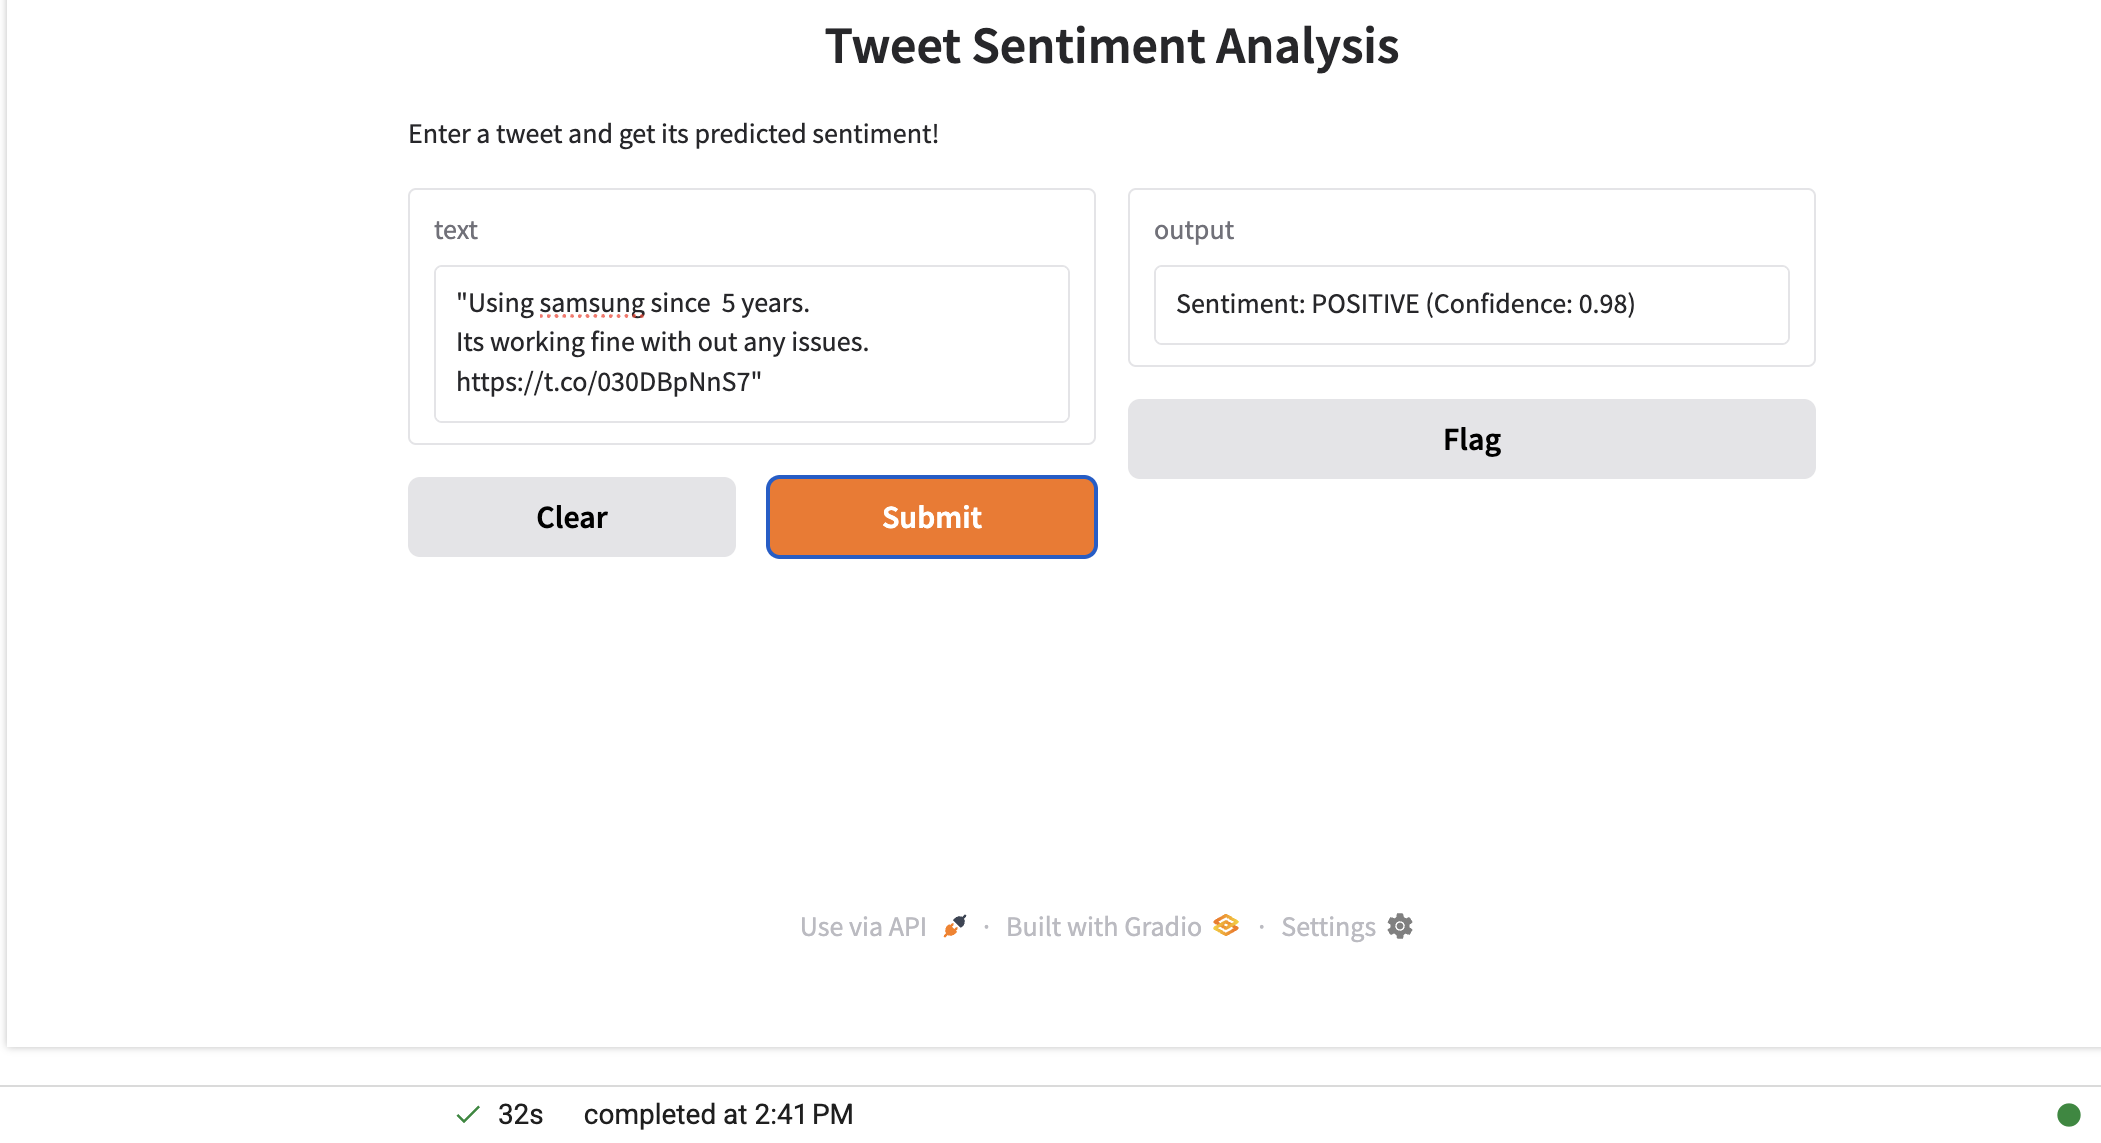 Tweet Sentiment Analysis
Enter a tweet and get its predicted sentiment!
text
"Using samsung since  5 years.
Its working fine with out any issues.
https://t.co/030DBpNnS7"
Clear
Submit
output
Sentiment: POSITIVE (Confidence: 0.98)
Flag
Use via API · Built with Gradio · Settings
32s completed at 2:41 PM